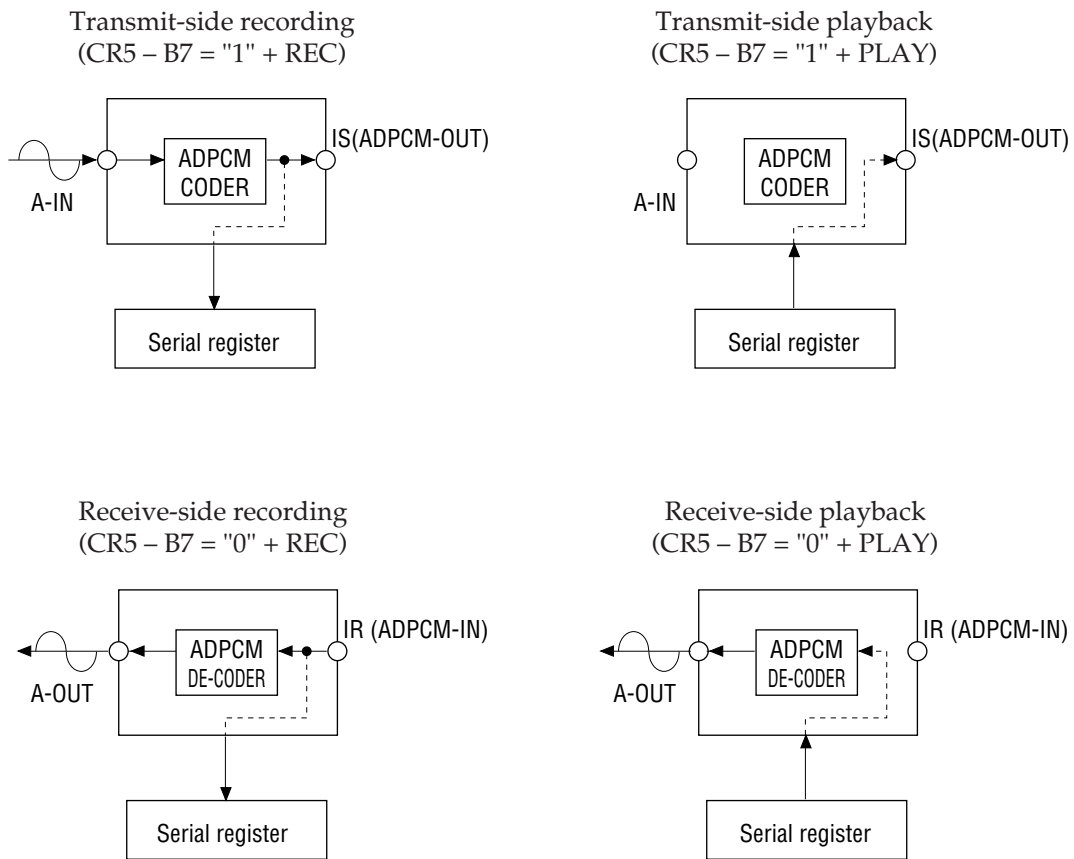 Transmit-side recording
(CR5 – B7 = "1" + REC)
A-IN
ADPCM
CODER
IS(ADPCM-OUT)
Serial register
Transmit-side playback
(CR5 – B7 = "1" + PLAY)
A-IN
ADPCM
CODER
IS(ADPCM-OUT)
Serial register
Receive-side recording
(CR5 – B7 = "0" + REC)
A-OUT
ADPCM
DE-CODER
IR (ADPCM-IN)
Serial register
Receive-side playback
(CR5 – B7 = "0" + PLAY)
A-OUT
ADPCM
DE-CODER
IR (ADPCM-IN)
Serial register